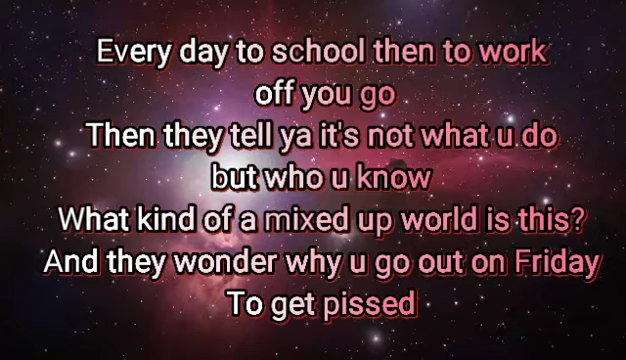 Every day to school then to work
off you go
Then they tell ya it's not what u do
but who u know
What kind of a mixed up world is this?
And they wonder why u go out on Friday
To get pissed